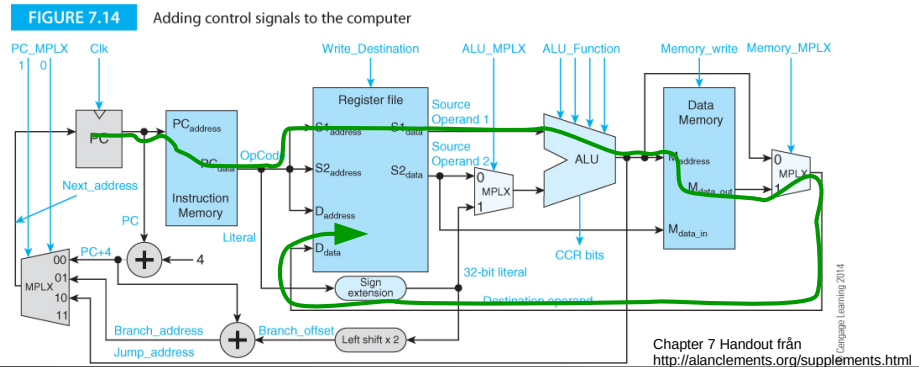 FIGURE 7.14 Adding control signals to the computer
PC_MPLX Clk Write_Destination ALU_MPLX ALU_Function Memory_write Memory_MPLX
1 0
Register file
Data
Memory
Source
Operand 1
PCaddress
S1address S1data
PC
PCdata
OpCode
ALU
Maddress
0
MPLX
1
Source
Operand 2
S2address S2data
0
MPLX
1
Mdata_out
Next_address
Instruction
Memory
Daddress
PC
Literal
Ddata
Mdata_in
CCR bits
PC+4
4
00
01
10
11
MPLX
32-bit literal
Sign
extension
Destination operand
Branch_address
Branch_offset
Left shift x 2
Jump_address
© Cengage Learning 2014
Chapter 7 Handout från
http://alanclements.org/supplements.html